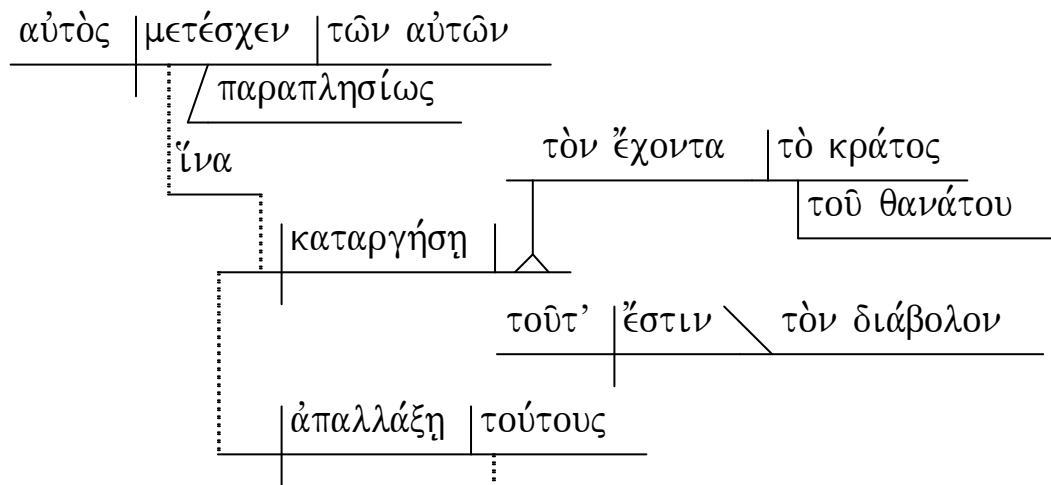 αὐτὸς μετέσχεν τῶν αὐτῶν
παραπλησίως
ἵνα
τὸν ἔχοντα τὸ κράτος
τοῦ θανάτου
καταργήσῃ
τοῦτ’ ἔστιν τὸν διάβολον
ἀπαλλάξῃ τούτους